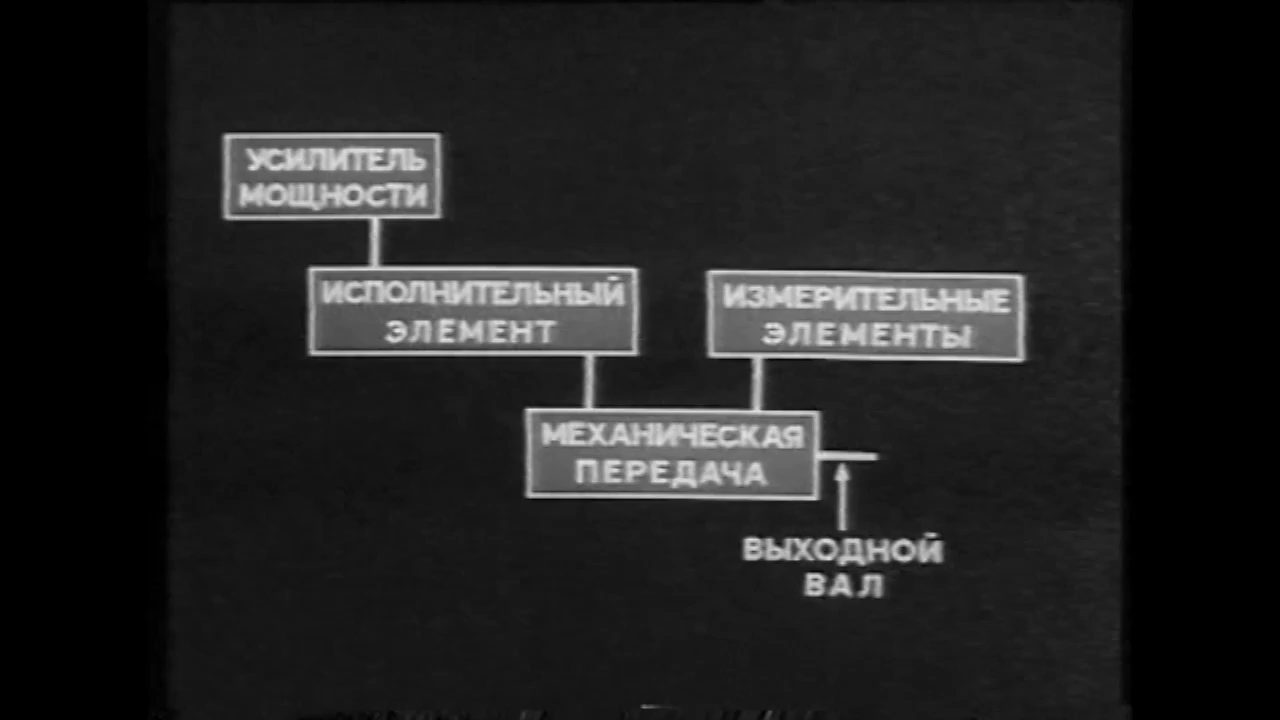 УСИЛИТЕЛЬ
МОЩНОСТИ
ИСПОЛНИТЕЛЬНЫЙ
ЭЛЕМЕНТ
ИЗМЕРИТЕЛЬНЫЕ
ЭЛЕМЕНТЫ
МЕХАНИЧЕСКАЯ
ПЕРЕДАЧА
ВЫХОДНОЙ
ВАЛ